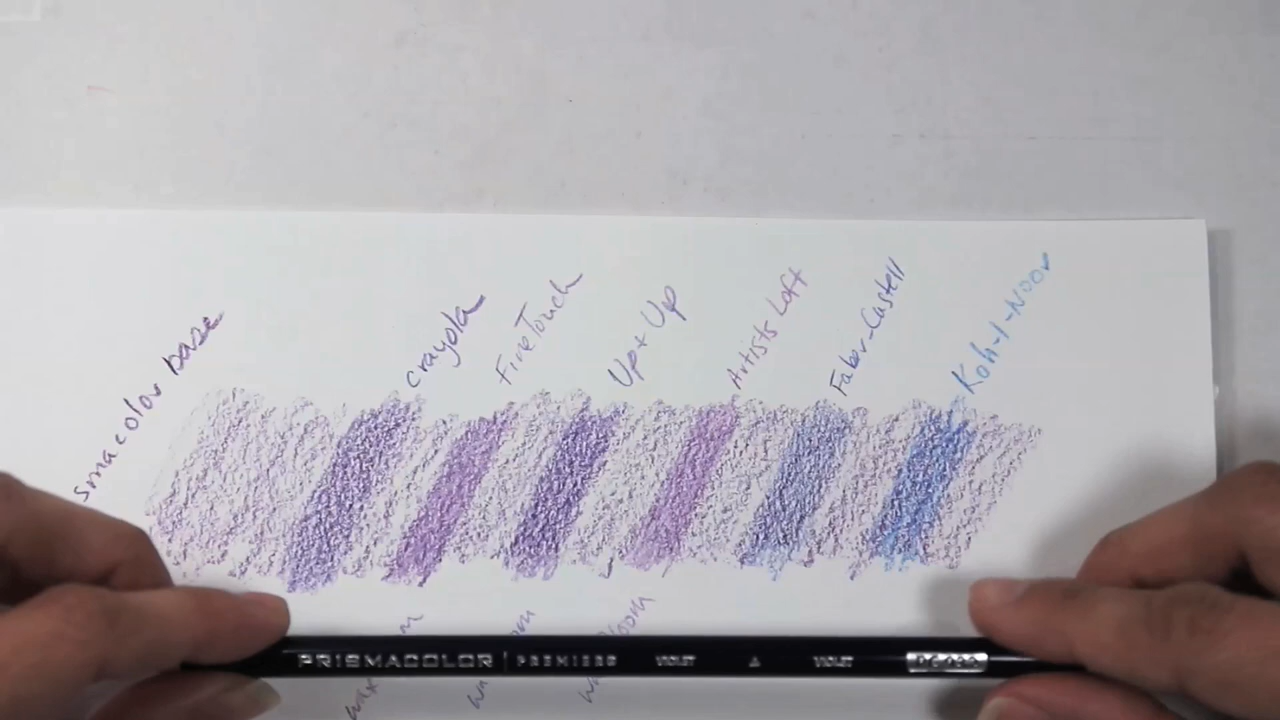 smacolor base
crayola
FineTouch
Up+Up
Artists Loft
Faber-Castell
Koh-I-Noor
PRISMACOLOR | PREMIER VIOLET VIOLET